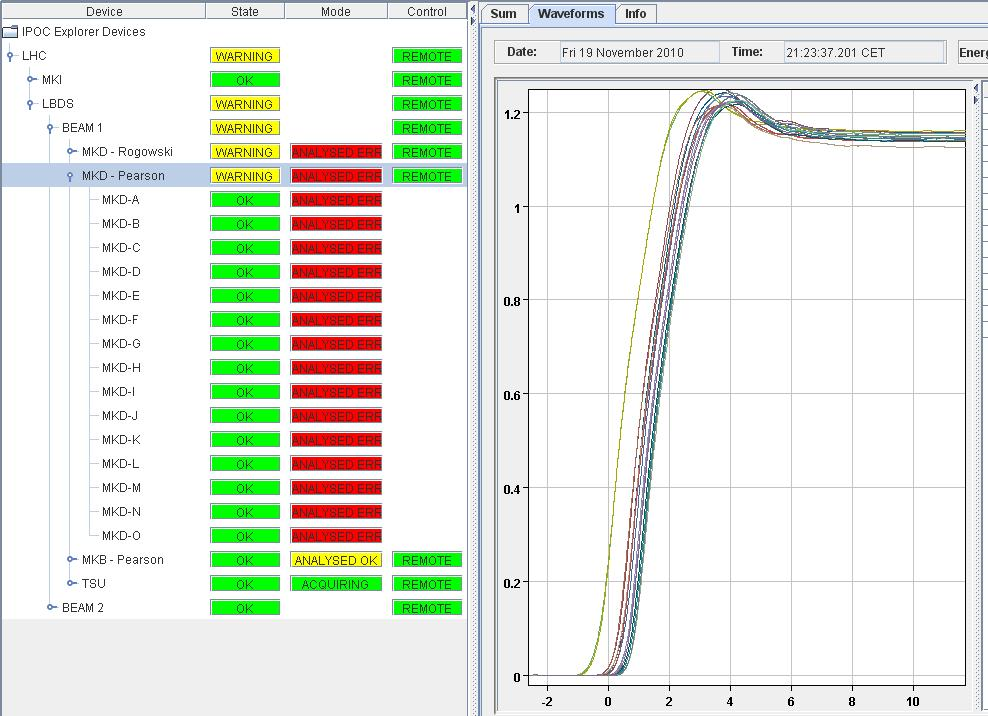 Device State Mode Control
IPOC Explorer Devices
LHC WARNING REMOTE
MKI OK REMOTE
LBDS WARNING REMOTE
BEAM 1 WARNING REMOTE
MKD - Rogowski WARNING ANALYSED ERR REMOTE
MKD - Pearson WARNING ANALYSED ERR REMOTE
MKD-A OK ANALYSED ERR
MKD-B OK ANALYSED ERR
MKD-C OK ANALYSED ERR
MKD-D OK ANALYSED ERR
MKD-E OK ANALYSED ERR
MKD-F OK ANALYSED ERR
MKD-G OK ANALYSED ERR
MKD-H OK ANALYSED ERR
MKD-I OK ANALYSED ERR
MKD-J OK ANALYSED ERR
MKD-K OK ANALYSED ERR
MKD-L OK ANALYSED ERR
MKD-M OK ANALYSED ERR
MKD-N OK ANALYSED ERR
MKD-O OK ANALYSED ERR
MKB - Pearson OK ANALYSED OK REMOTE
TSU OK ACQUIRING REMOTE
BEAM 2 OK REMOTE
Sum Waveforms Info
Date: Fri 19 November 2010 Time: 21:23:37.201 CET Energ
1.2
1
0.8
0.6
0.4
0.2
0
-2 0 2 4 6 8 10